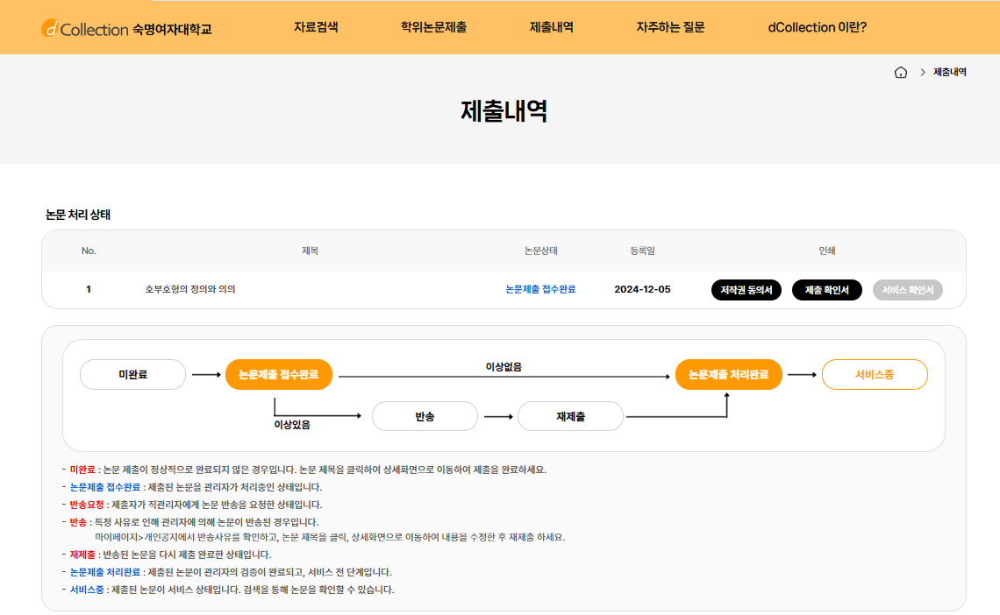 dCollection 숙명여자대학교 자료검색 학위논문제출 제출내역 자주하는 질문 dCollection 이란?
> 제출내역
제출내역
논문 처리 상태
No. 제목 논문상태 등록일 인쇄
1 호부호형의 정의와 의의 논문제출 접수완료 2024-12-05 저작권 동의서 제출 확인서 서비스 확인서
이상없음
미완료 논문제출 접수완료 논문제출 처리완료 서비스중
반송 재제출
이상있음
- 미완료 : 논문 제출이 정상적으로 완료되지 않은 경우입니다. 논문 제목을 클릭하여 상세화면으로 이동하여 제출을 완료하세요.
- 논문제출 접수완료 : 제출된 논문을 관리자가 처리중인 상태입니다.
- 반송요청 : 제출자가 직관리자에게 논문 반송을 요청한 상태입니다.
- 반송 : 특정 사유로 인해 관리자에 의해 논문이 반송된 경우입니다.
마이페이지>개인공지에서 반송사유를 확인하고, 논문 제목을 클릭, 상세화면으로 이동하여 내용을 수정한 후 재제출 하세요.
- 재제출 : 반송된 논문을 다시 제출 완료한 상태입니다.
- 논문제출 처리완료 : 제출된 논문이 관리자의 검증이 완료되고, 서비스 전 단계입니다.
- 서비스중 : 제출된 논문이 서비스 상태입니다. 검색을 통해 논문을 확인할 수 있습니다.